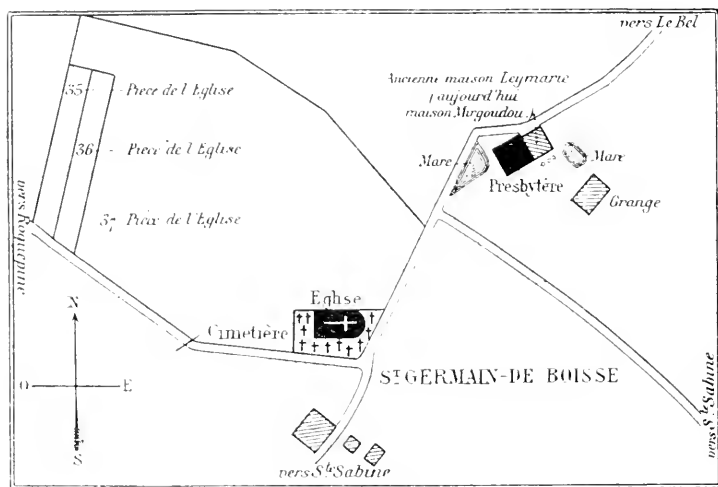 vers Le Bel
Ancienne maison Leymarie
aujourd'hui
maison Mirgoudou
35 Pièce de l'Eglise
36 Pièce de l'Eglise
37 Pièce de l'Eglise
Mare
Mare
Presbytère
Grange
vers Roquepine
Eglise
Cimetière
N
O
E
S
ST GERMAIN-DE BOISSE
vers Ste Sabine
vers Ste Sabine